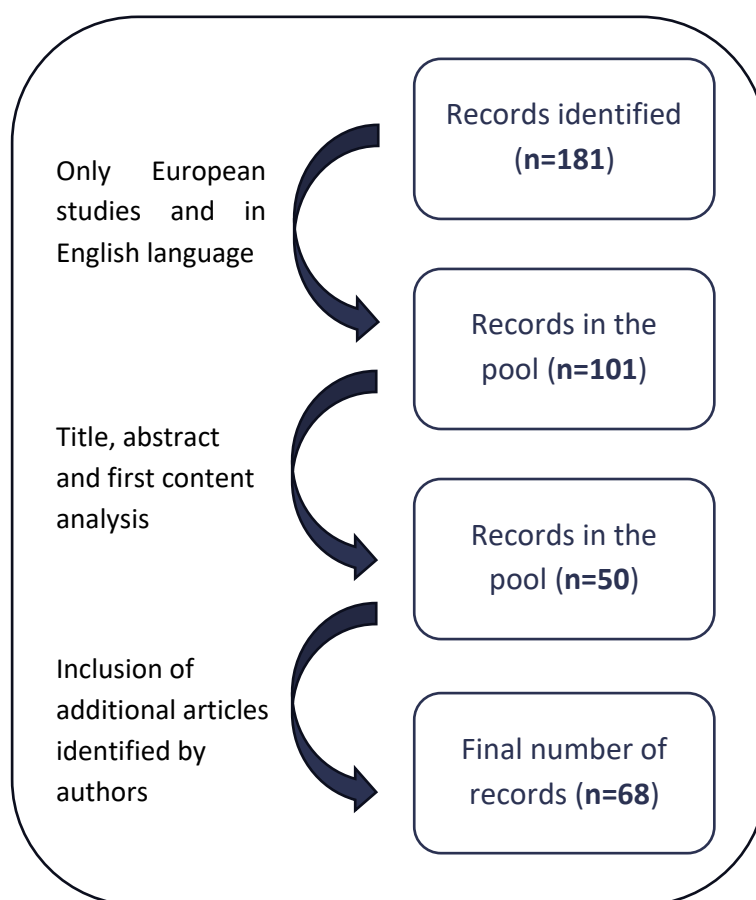 Records identified
(n=181)
Only European
studies and in
English language
Records in the
pool (n=101)
Title, abstract
and first content
analysis
Records in the
pool (n=50)
Inclusion of
additional articles
identified by
authors
Final number of
records (n=68)